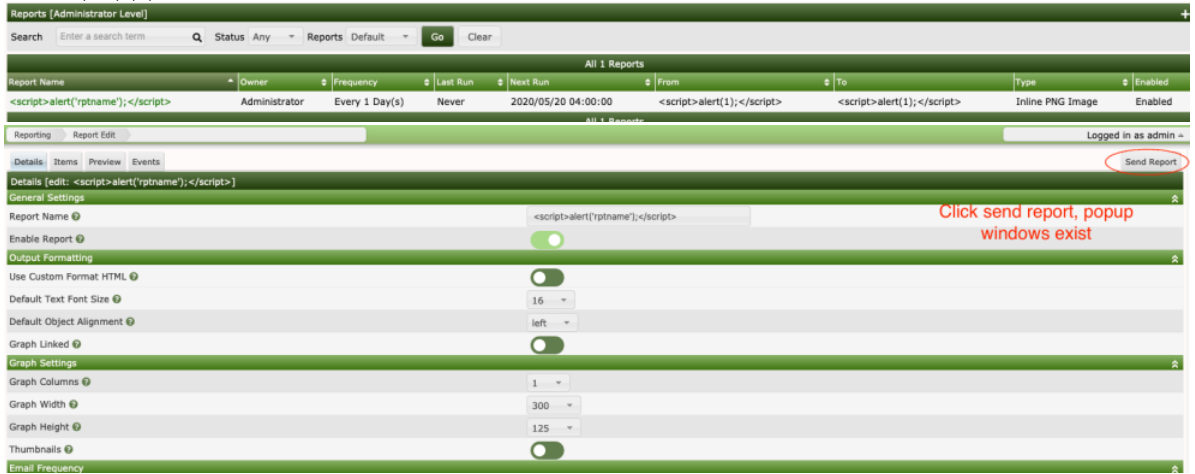 Reports [Administrator Level]
Search Enter a search term Status Any Reports Default Go Clear
All 1 Reports
Report Name Owner Frequency Last Run Next Run From To Type Enabled
<script>alert('rptname');</script> Administrator Every 1 Day(s) Never 2020/05/20 04:00:00 <script>alert(1);</script> <script>alert(1);</script> Inline PNG Image Enabled
All 1 Reports
Reporting Report Edit Logged in as admin
Details Items Preview Events Send Report
Details [edit: <script>alert('rptname');</script>]
General Settings
Report Name <script>alert('rptname');</script>
Click send report, popup
windows exist
Enable Report
Output Formatting
Use Custom Format HTML
Default Text Font Size 16
Default Object Alignment left
Graph Linked
Graph Settings
Graph Columns 1
Graph Width 300
Graph Height 125
Thumbnails
Email Frequency